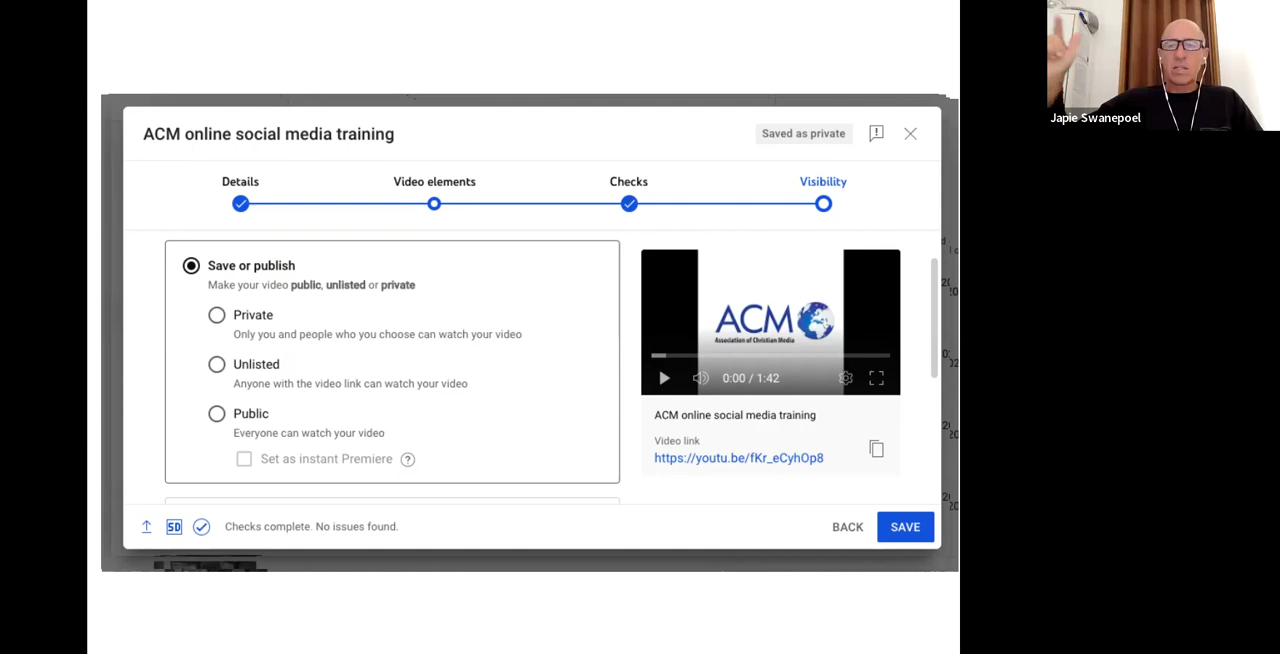 ACM online social media training
Saved as private
Details
Video elements
Checks
Visibility
Save or publish
Make your video public, unlisted or private
Private
Only you and people who you choose can watch your video
Unlisted
Anyone with the video link can watch your video
Public
Everyone can watch your video
Set as instant Premiere
ACM
Association of Christian Media
0:00 / 1:42
ACM online social media training
Video link
https://youtu.be/fKr_eCyhOp8
SD
Checks complete. No issues found.
BACK
SAVE
Japie Swanepoel